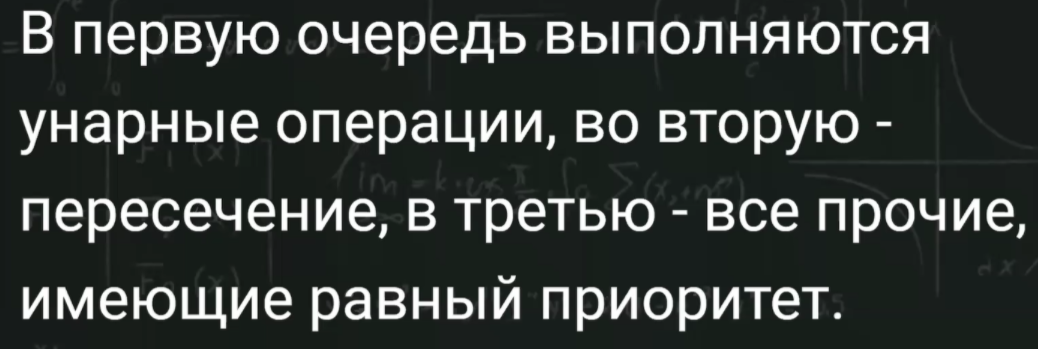 В первую очередь выполняются
унарные операции, во вторую -
пересечение, в третью - все прочие,
имеющие равный приоритет.